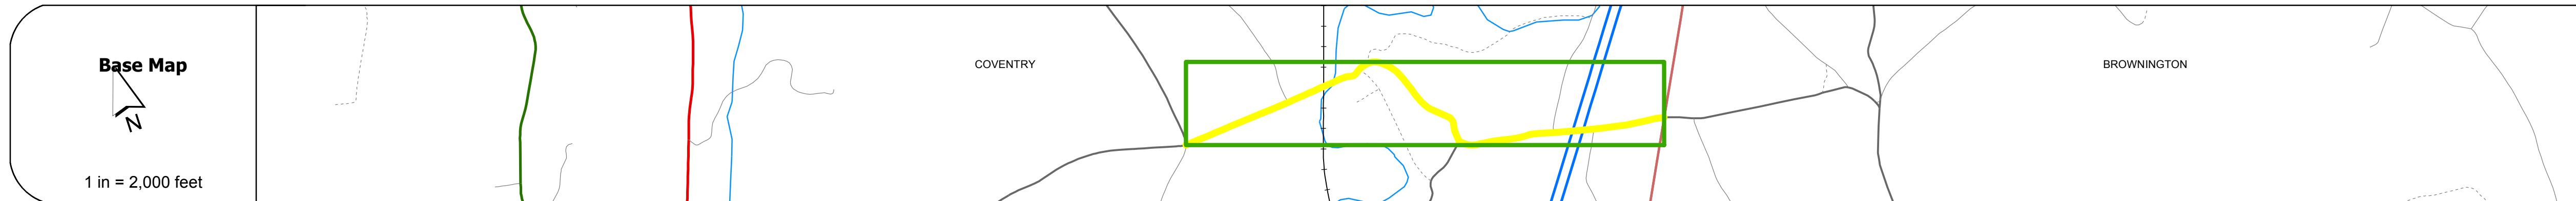 Base Map
N
1 in = 2,000 feet
COVENTRY
BROWNINGTON